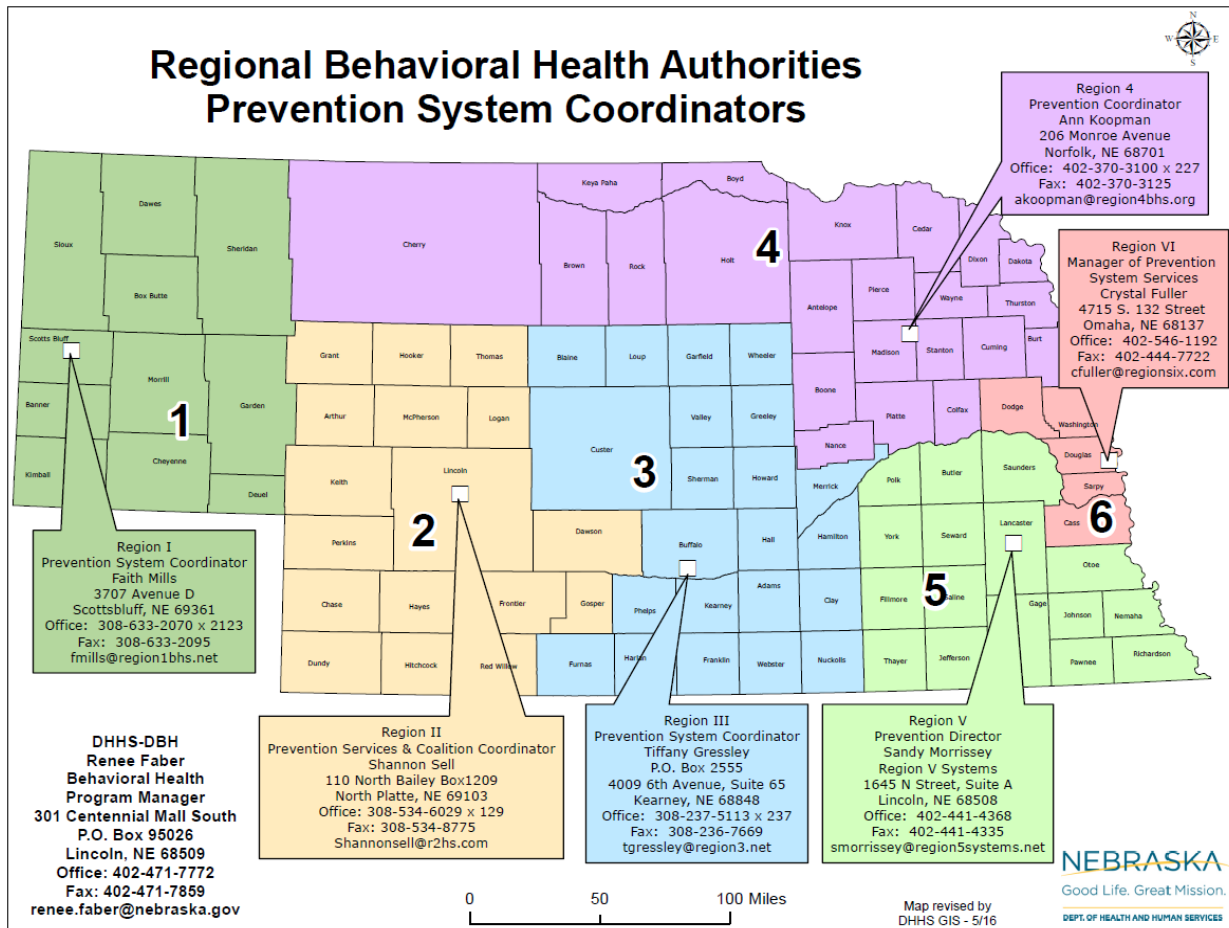 Regional Behavioral Health Authorities
Prevention System Coordinators
N
W E
S
Region 4
Prevention Coordinator
Ann Koopman
206 Monroe Avenue
Norfolk, NE 68701
Office: 402-370-3100 x 227
Fax: 402-370-3125
akoopman@region4bhs.org
Region VI
Manager of Prevention
System Services
Crystal Fuller
4715 S. 132 Street
Omaha, NE 68137
Office: 402-546-1192
Fax: 402-444-7722
cfuller@regionsix.com
Sioux
Dawes
Sheridan
Box Butte
Scotts Bluff
Morrill
Garden
Banner
Kimball
Cheyenne
Deuel
1
Cherry
Keya Paha
Boyd
Brown
Rock
Holt
4
Knox
Cedar
Dixon
Dakota
Antelope
Pierce
Wayne
Thurston
Madison
Stanton
Cuming
Burt
Boone
Platte
Colfax
Nance
Grant
Hooker
Thomas
Arthur
McPherson
Logan
Keith
Lincoln
Perkins
2
Dawson
Chase
Hayes
Frontier
Gosper
Dundy
Hitchcock
Red Willow
Blaine
Loup
Garfield
Wheeler
Custer
Valley
Greeley
3
Sherman
Howard
Merrick
Buffalo
Hall
Hamilton
Phelps
Kearney
Adams
Clay
Furnas
Harlan
Franklin
Webster
Nuckolls
Dodge
Washington
Douglas
Sarpy
Cass
6
Polk
Butler
Saunders
York
Seward
Lancaster
Otoe
Fillmore
5
Saline
Gage
Johnson
Nemaha
Thayer
Jefferson
Pawnee
Richardson
Region I
Prevention System Coordinator
Faith Mills
3707 Avenue D
Scottsbluff, NE 69361
Office: 308-633-2070 x 2123
Fax: 308-633-2095
fmills@region1bhs.net
Region II
Prevention Services & Coalition Coordinator
Shannon Sell
110 North Bailey Box1209
North Platte, NE 69103
Office: 308-534-6029 x 129
Fax: 308-534-8775
Shannonsell@r2hs.com
Region III
Prevention System Coordinator
Tiffany Gressley
P.O. Box 2555
4009 6th Avenue, Suite 65
Kearney, NE 68848
Office: 308-237-5113 x 237
Fax: 308-236-7669
tgressley@region3.net
Region V
Prevention Director
Sandy Morrissey
Region V Systems
1645 N Street, Suite A
Lincoln, NE 68508
Office: 402-441-4368
Fax: 402-441-4335
smorrissey@region5systems.net
DHHS-DBH
Renee Faber
Behavioral Health
Program Manager
301 Centennial Mall South
P.O. Box 95026
Lincoln, NE 68509
Office: 402-471-7772
Fax: 402-471-7859
renee.faber@nebraska.gov
0 50 100 Miles
Map revised by
DHHS GIS - 5/16
NEBRASKA
Good Life. Great Mission.
DEPT. OF HEALTH AND HUMAN SERVICES